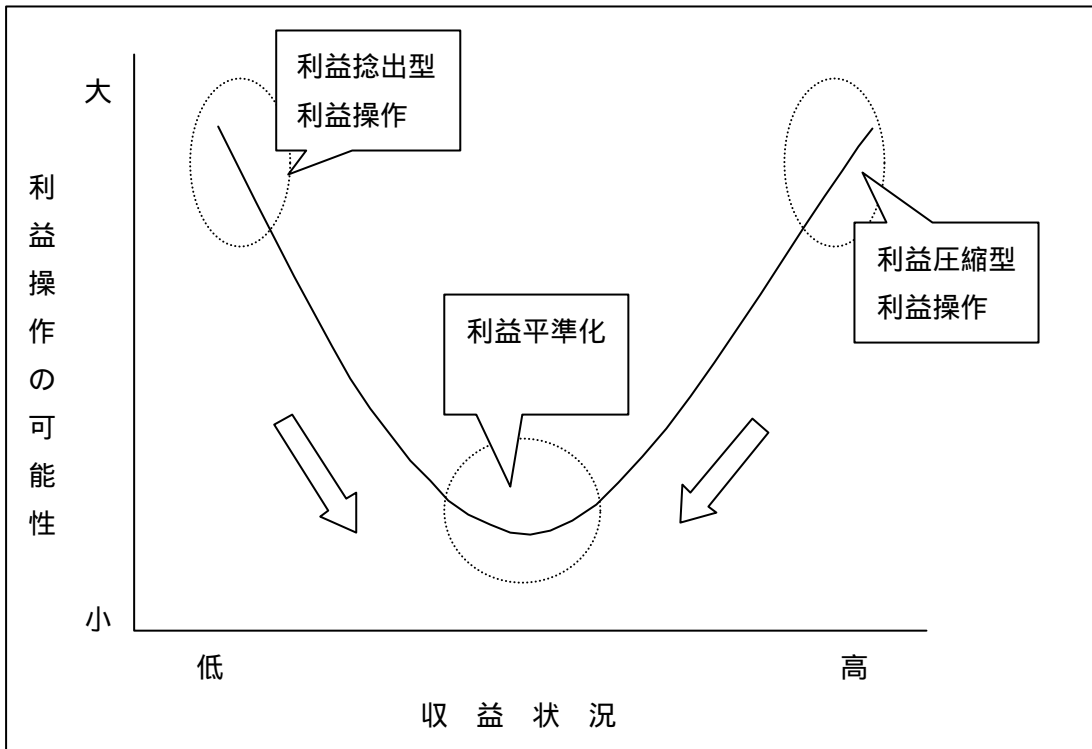 利益捻出型
利益操作
大
利益操作の可能性
利益圧縮型
利益操作
利益平準化
小
低
高
収益状況